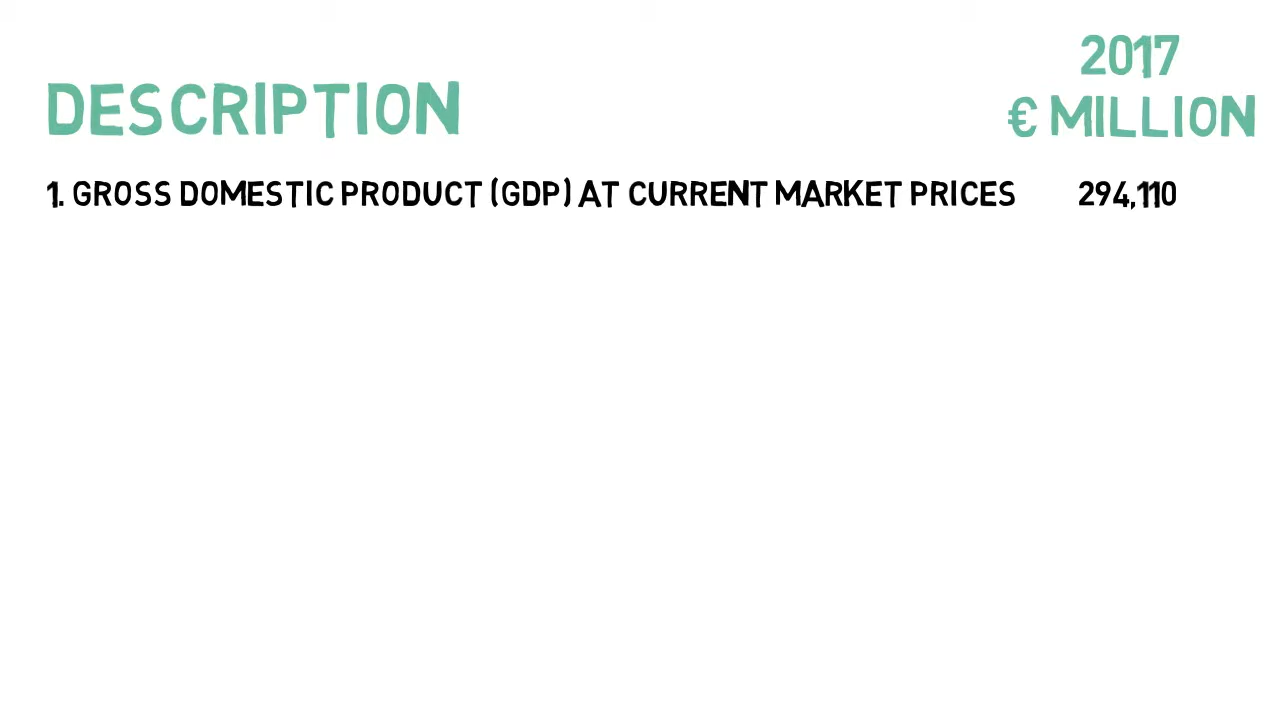 2017
DESCRIPTION € MILLION
1. GROSS DOMESTIC PRODUCT (GDP) AT CURRENT MARKET PRICES 294,110